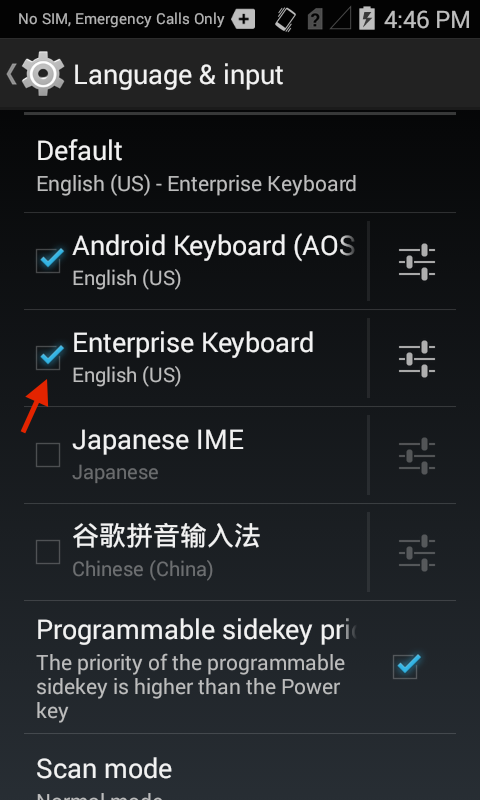 No SIM, Emergency Calls Only 4:46 PM
Language & input
Default
English (US) - Enterprise Keyboard
Android Keyboard (AOS
English (US)
Enterprise Keyboard
English (US)
Japanese IME
Japanese
谷歌拼音输入法
Chinese (China)
Programmable sidekey pri
The priority of the programmable
sidekey is higher than the Power
key
Scan mode
Normal mode